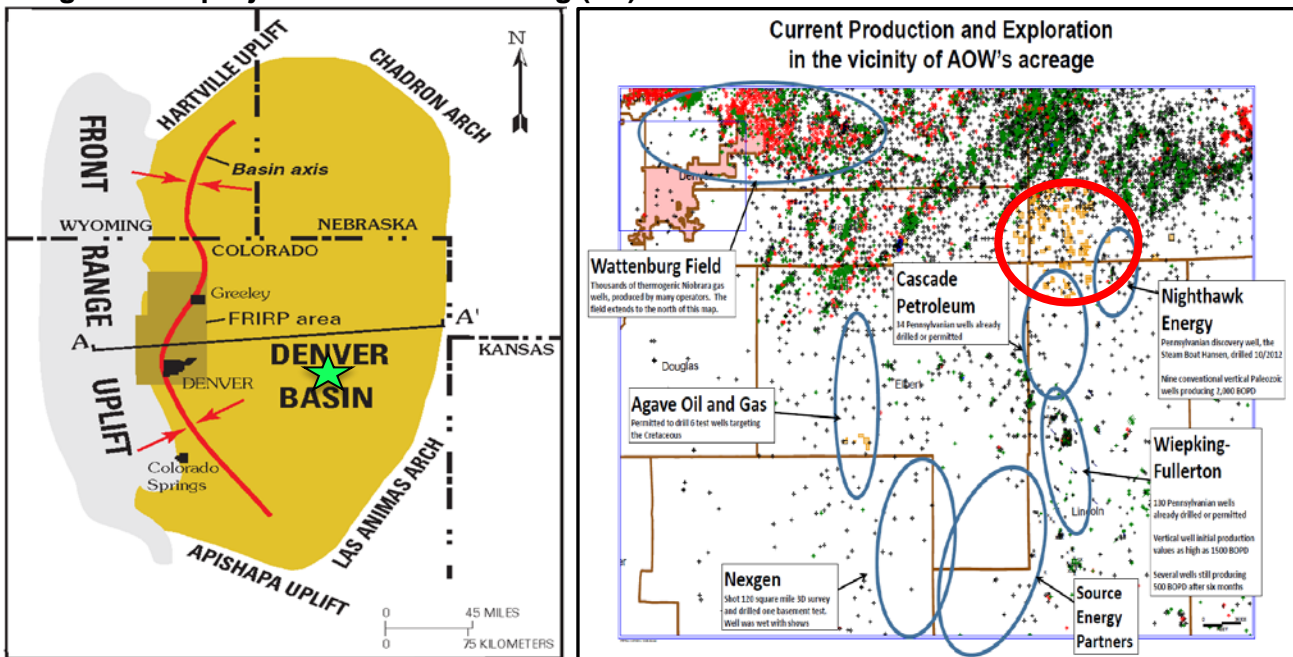 HARTVILLE UPLIFT
CHADRON ARCH
N
FRONT
RANGE
UPLIFT
Basin axis
WYOMING
NEBRASKA
COLORADO
Greeley
FRIRP area
A
A'
KANSAS
DENVER
BASIN
DENVER
Colorado
Springs
LAS ANIMAS ARCH
APISHAPA UPLIFT
0 45 MILES
0 75 KILOMETERS
Current Production and Exploration
in the vicinity of AOW's acreage
Wattenburg Field
Thousands of thermogenic Niobrara gas
wells, produced by many operators. The
field extends to the north of this map.
Cascade
Petroleum
34 Pennsylvanian wells already
drilled or permitted
Nighthawk
Energy
Pennsylvanian discovery well, the
Steam Boat Hansen, drilled 10/2012
Nine conventional vertical Paleozoic
wells producing 2,000 BOPD
Douglas
Elbert
Agave Oil and Gas
Permitted to drill 6 test wells targeting
the Cretaceous
Wiepking-
Fullerton
130 Pennsylvanian wells
already drilled or permitted
Vertical well initial production
values as high as 1500 BOPD
Several wells still producing
500 BOPD after six months
Lincoln
Nexgen
Shot 120 square mile 3D survey
and drilled one basement test.
Well was wet with shows
Source
Energy
Partners